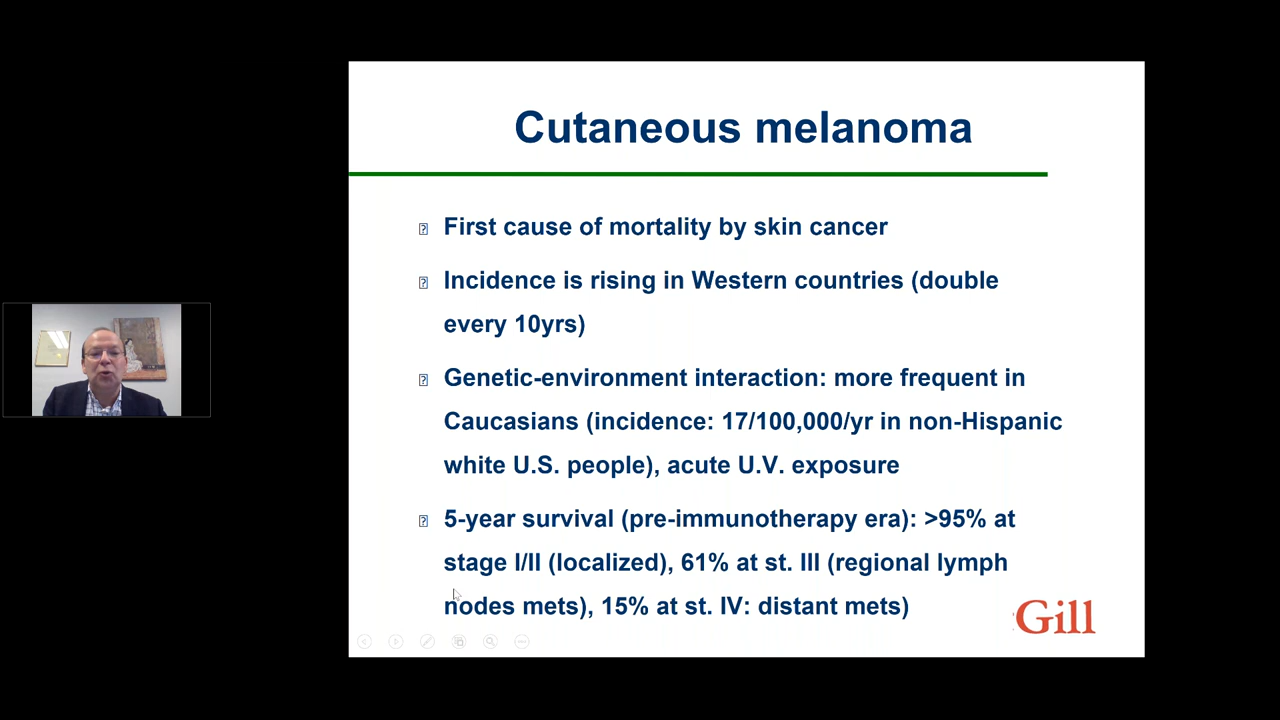 Cutaneous melanoma
First cause of mortality by skin cancer
Incidence is rising in Western countries (double
every 10yrs)
Genetic-environment interaction: more frequent in
Caucasians (incidence: 17/100,000/yr in non-Hispanic
white U.S. people), acute U.V. exposure
5-year survival (pre-immunotherapy era): >95% at
stage I/II (localized), 61% at st. III (regional lymph
nodes mets), 15% at st. IV: distant mets)
Gill